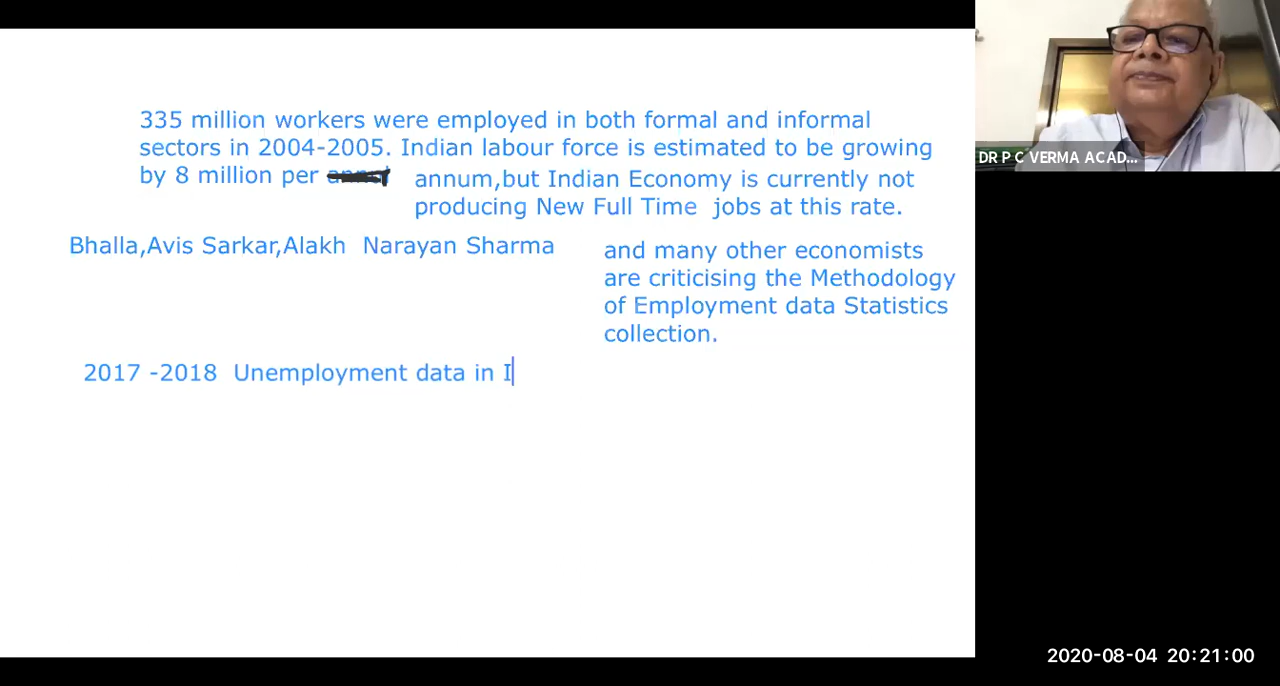 335 million workers were employed in both formal and informal
sectors in 2004-2005. Indian labour force is estimated to be growing
by 8 million per
annum,but Indian Economy is currently not
producing New Full Time jobs at this rate.
Bhalla,Avis Sarkar,Alakh Narayan Sharma
and many other economists
are criticising the Methodology
of Employment data Statistics
collection.
2017 -2018 Unemployment data in I
DR P C VERMA ACAD...
2020-08-04 20:21:00